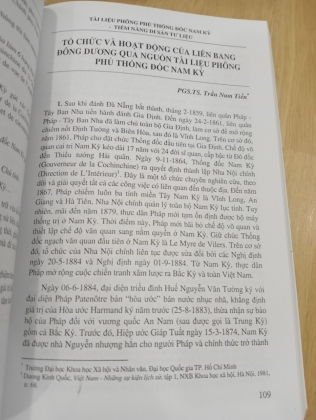 TÀI LIỆU PHÔNG PHỦ THỐNG ĐỐC NAM KỲ
- TIỀM NĂNG DI SẢN TƯ LIỆU
TỔ CHỨC VÀ HOẠT ĐỘNG CỦA LIÊN BANG
ĐÔNG DƯƠNG QUA NGUỒN TÀI LIỆU PHÔNG
PHỦ THỐNG ĐỐC NAM KỲ
PGS.TS. Trần Nam Tiến*
1. Sau khi đánh Đà Nẵng bất thành, tháng 2-1859, liên quân Pháp -
Tây Ban Nha tiến hành đánh Gia Định. Đến ngày 24-2-1861, liên quân
Pháp - Tây Ban Nha đã làm chủ toàn bộ Gia Định, làm cơ sở để mở rộng
chiếm nốt Định Tường và Biên Hòa, sau đó là Vĩnh Long. Trên cơ sở đó,
năm 1861, Pháp chủ đặt chức Thống đốc đầu tiên tại Gia Định. Chế độ võ
quan cai trị Nam Kỳ kéo dài 17 năm với 24 đời sĩ quan, cấp bậc từ Đô đốc
đến Thiếu tướng Hải quân. Ngày 9-11-1864, Thống đốc Nam Kỳ
(Gouverneur de la Cochinchine) ra quyết định thành lập Nha Nội chính
(Direction de L'Intérieur)². Đây là một tổ chức chuyên nghiên cứu, theo
dõi và giải quyết tất cả các công việc có liên quan đến thuộc địa. Đến năm
1867, Pháp chiếm luôn ba tỉnh miền Tây Nam Kỳ là Vĩnh Long, An
Giang và Hà Tiên. Nha Nội chính quản lý toàn bộ Nam Kỳ lục tỉnh. Tuy
nhiên, mãi đến năm 1879, thực dân Pháp mới tạm ổn định được bộ máy
thống trị ở Nam Kỳ. Thời điểm này, Pháp mới bãi bỏ chế độ võ quan và
thiết lập chế độ văn quan sang nắm quyền ở Nam Kỳ. Giữ chức Thống
đốc ngạch văn quan đầu tiên ở Nam Kỳ là Le Myre de Vilers. Trên cơ sở
đó, tổ chức của Nha Nội chính liên tục được sửa đổi bởi các Nghị định
ngày 20-5-1884 và Nghị định ngày 01-9-1884. Từ Nam Kỳ, thực dân
Pháp mở rộng cuộc chiến tranh xâm lược ra Bắc Kỳ và toàn Việt Nam.
Ngày 06-6-1884, đại diện triều đình Huế Nguyễn Văn Tường ký với
đại diện Pháp Patenôtre bản "hòa ước" bán nước nhục nhã, khẳng định
giá trị của Hòa ước Harmand ký năm trước (25-8-1883), thừa nhận sự bảo
hộ của Pháp đối với vương quốc An Nam (sau được gọi là Trung Kỳ)
gồm cả Bắc Kỳ. Trước đó, Hiệp ước Giáp Tuất ngày 15-3-1874, Nam Kỳ
đã được nhà Nguyễn nhượng hẳn cho người Pháp và chính thức trở thành
* Trường Đại học Khoa học Xã hội và Nhân văn, Đại học Quốc gia TP. Hồ Chí Minh
Dương Kinh Quốc, Việt Nam - Những sự kiện lịch sử, tập 1, NXB Khoa học xã hội, Hà Nội, 1981,
109